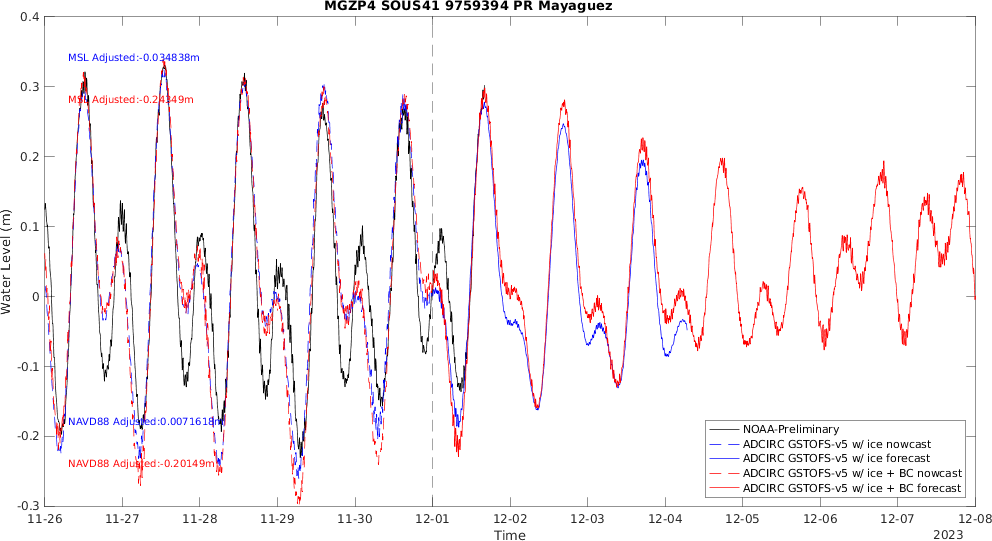 MGZP4 SOUS41 9759394 PR Mayaguez
Water Level (m)
0.4
0.3
0.2
0.1
0
-0.1
-0.2
-0.3
MSL Adjusted:-0.034838m
MSL Adjusted:-0.24349m
NAVD88 Adjusted:0.0071618m
NAVD88 Adjusted:-0.20149m
NOAA-Preliminary
ADCIRC GSTOFS-v5 w/ ice nowcast
ADCIRC GSTOFS-v5 w/ ice forecast
ADCIRC GSTOFS-v5 w/ ice + BC nowcast
ADCIRC GSTOFS-v5 w/ ice + BC forecast
11-26 11-27 11-28 11-29 11-30 12-01 12-02 12-03 12-04 12-05 12-06 12-07 12-08
Time
2023